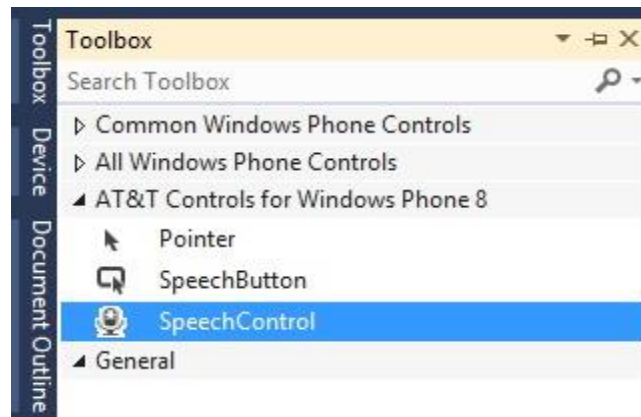 Toolbox
Device
Document Outline
Toolbox
Search Toolbox
Common Windows Phone Controls
All Windows Phone Controls
AT&T Controls for Windows Phone 8
Pointer
SpeechButton
SpeechControl
General